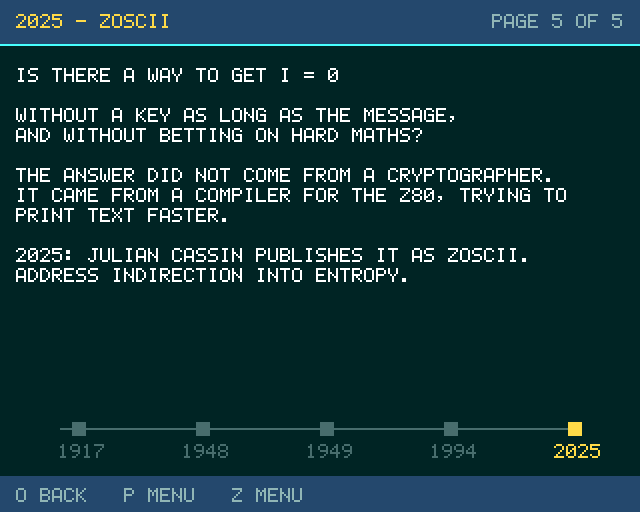 2025 - ZOSCII
PAGE 5 OF 5
IS THERE A WAY TO GET I = 0
WITHOUT A KEY AS LONG AS THE MESSAGE,
AND WITHOUT BETTING ON HARD MATHS?
THE ANSWER DID NOT COME FROM A CRYPTOGRAPHER.
IT CAME FROM A COMPILER FOR THE Z80, TRYING TO
PRINT TEXT FASTER.
2025: JULIAN CASSIN PUBLISHES IT AS ZOSCII.
ADDRESS INDIRECTION INTO ENTROPY.
1917 1948 1949 1994 2025
O BACK P MENU Z MENU